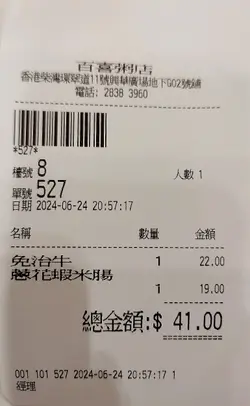 百喜粥店
香港柴灣環翠道11號興華廣場地下G02號舖
電話: 2838 3960
*527*
檯號 8 人數 1
單號 527
日期 2024-06-24 20:57:17
名稱 數量 金額
免治牛 1 22.00
蔥花蝦米腸
1 19.00
總金額:$ 41.00
001 101 527 2024-06-24 20:57:17 1
經理